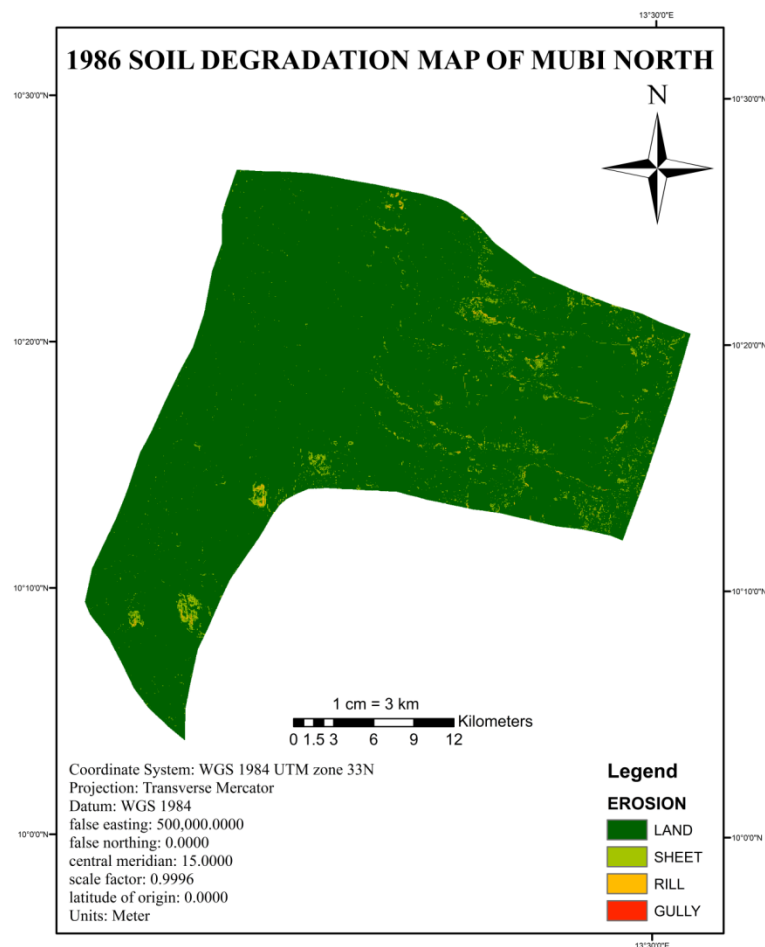 13°30'0"E
1986 SOIL DEGRADATION MAP OF MUBI NORTH
N
10°30'0"N
10°30'0"N
10°20'0"N
10°20'0"N
10°10'0"N
10°10'0"N
1 cm = 3 km
Kilometers
0 1.5 3 6 9 12
Coordinate System: WGS 1984 UTM zone 33N
Projection: Transverse Mercator
Datum: WGS 1984
false easting: 500,000.0000
false northing: 0.0000
central meridian: 15.0000
scale factor: 0.9996
latitude of origin: 0.0000
Units: Meter
Legend
EROSION
LAND
SHEET
RILL
GULLY
10°0'0"N
10°0'0"N
13°30'0"E